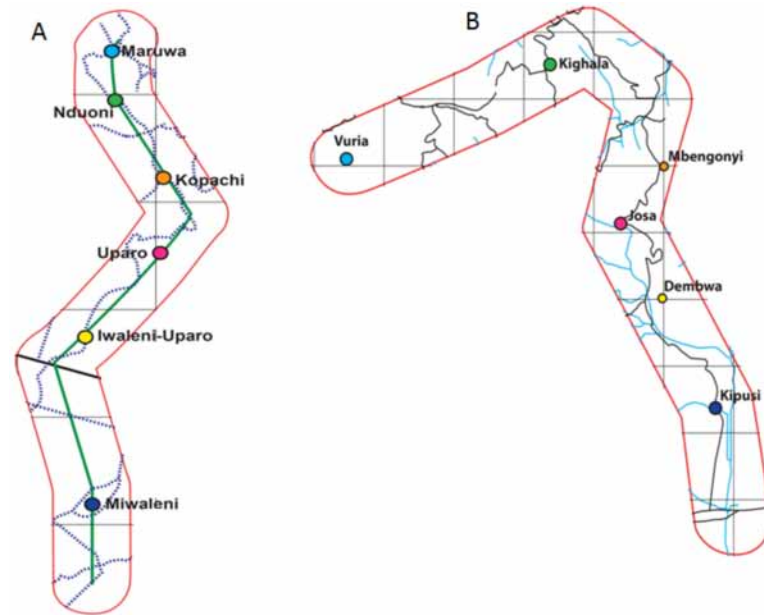 A
Maruwa
Nduoni
Kopachi
Uparo
Iwaleni-Uparo
Miwaleni
B
Kighala
Vuria
Mbengonyi
Josa
Dembwa
Kipusi